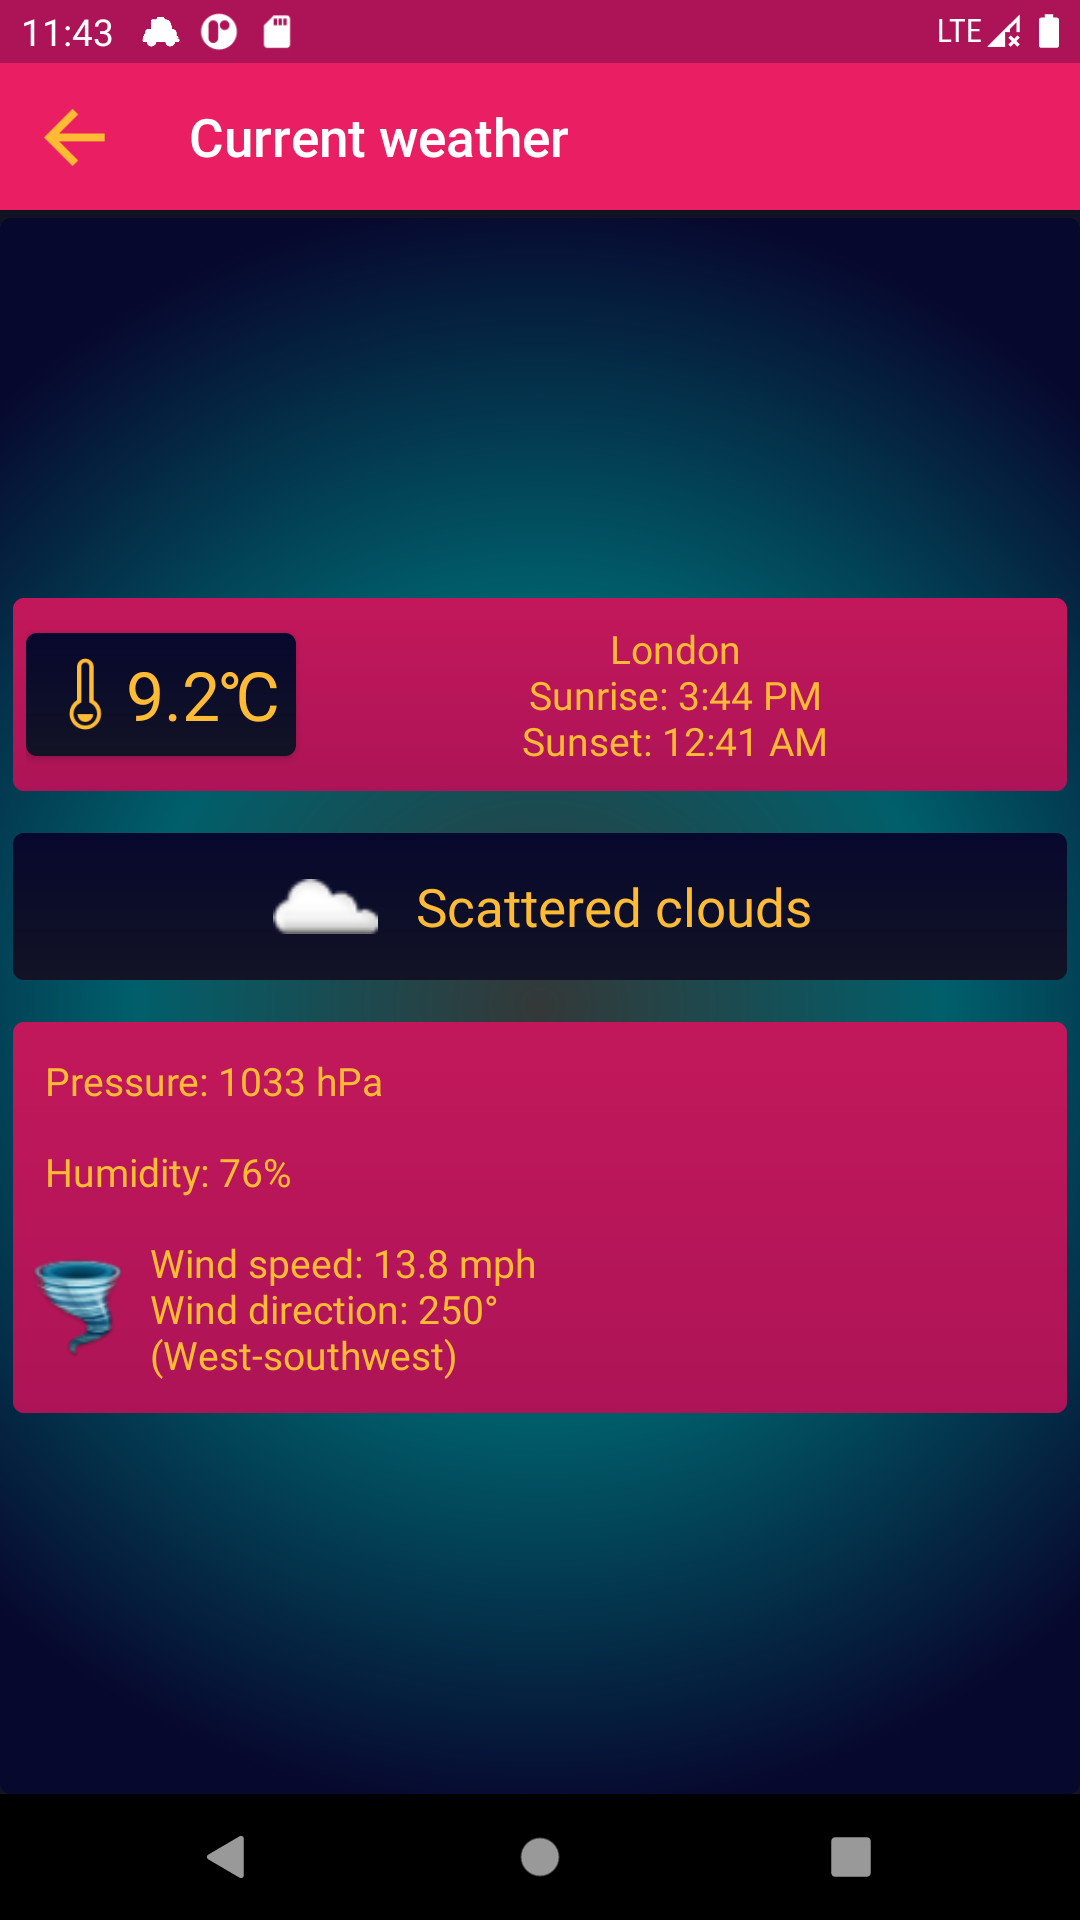 11:43
LTE
Current weather
9.2℃
London
Sunrise: 3:44 PM
Sunset: 12:41 AM
Scattered clouds
Pressure: 1033 hPa
Humidity: 76%
Wind speed: 13.8 mph
Wind direction: 250°
(West-southwest)